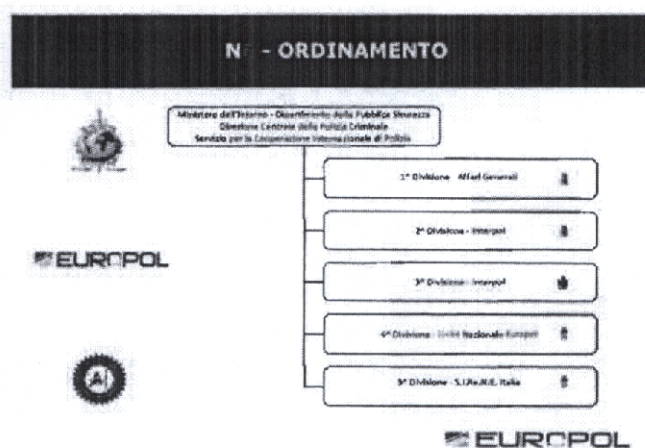 N - ORDINAMENTO
Ministero dell'Interno - Dipartimento della Pubblica Sicurezza
Direzione Centrale della Polizia Criminale
Servizio per la Cooperazione Internazionale di Polizia
1ª Divisione - Affari Generali
2ª Divisione - Interpol
EUROPOL
3ª Divisione - Interpol
4ª Divisione - Unità Nazionale Europol
5ª Divisione - S.I.Re.N.E. Italia
EUROPOL